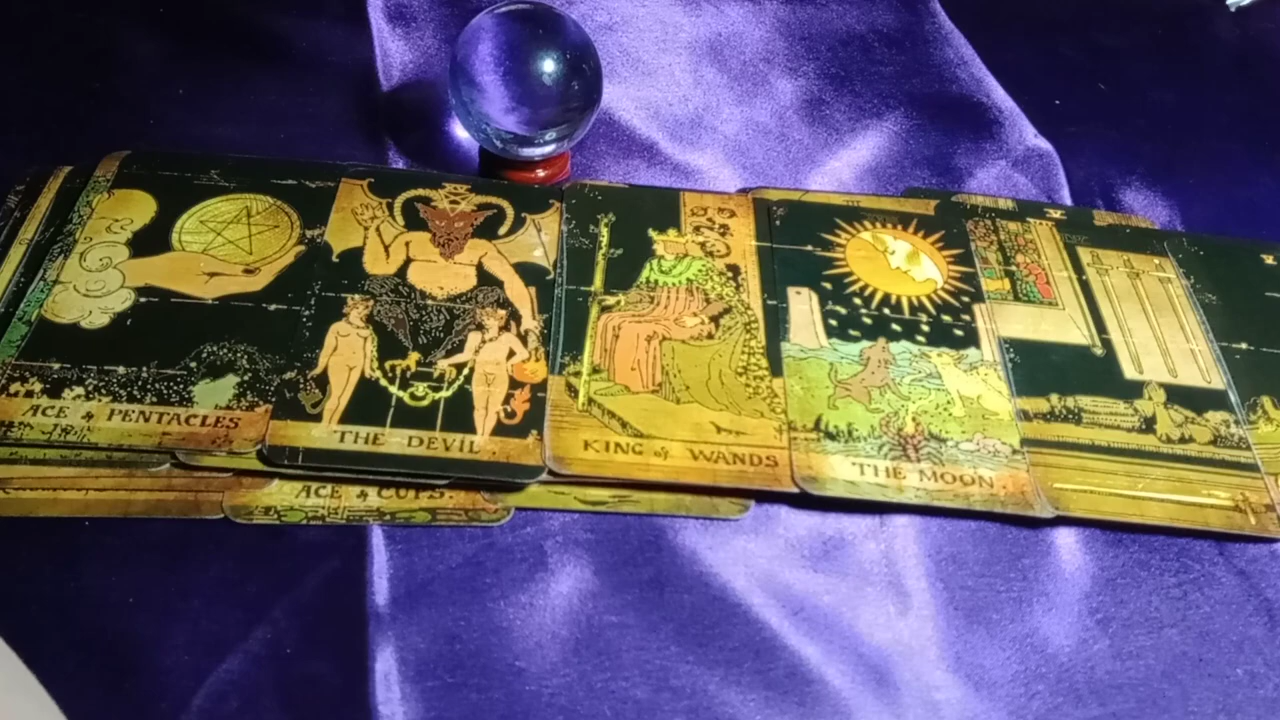 ACE of PENTACLES
THE DEVIL.
KING of WANDS
THE MOON.
ACE of CUPS.